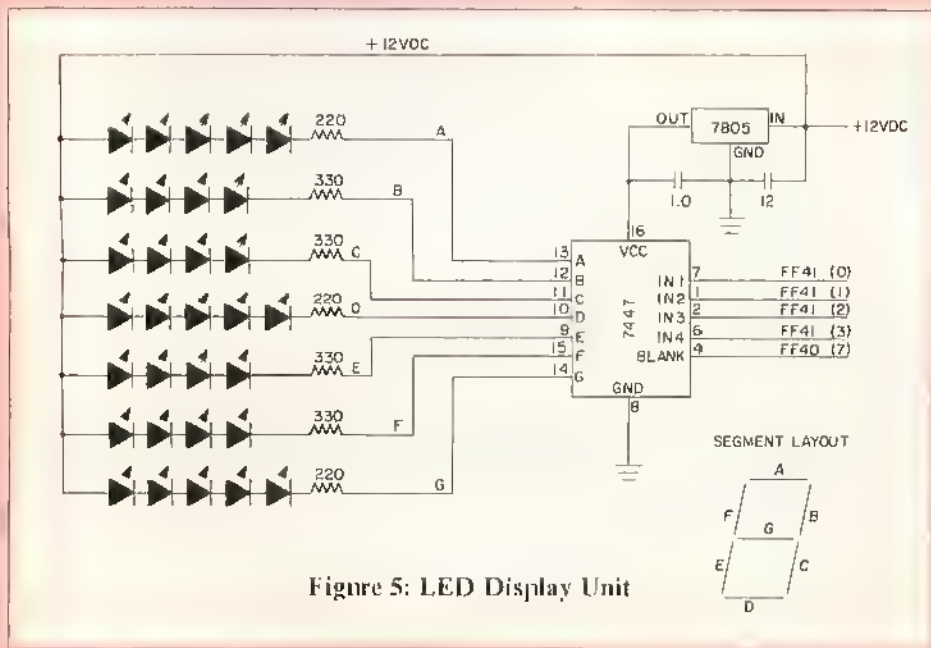 +12VDC
220
A
OUT
7805
IN
+12VDC
GND
330
B
1.0
12
16
VCC
330
C
13
A
12
B
IN1
7
FF41 (0)
11
C
IN2
1
FF41 (1)
220
D
10
D
7447
IN3
2
FF41 (2)
9
E
IN4
6
FF41 (3)
15
F
BLANK
4
FF40 (7)
330
E
14
G
GND
8
330
F
SEGMENT LAYOUT
A
220
G
F
B
G
E
C
D
Figure 5: LED Display Unit